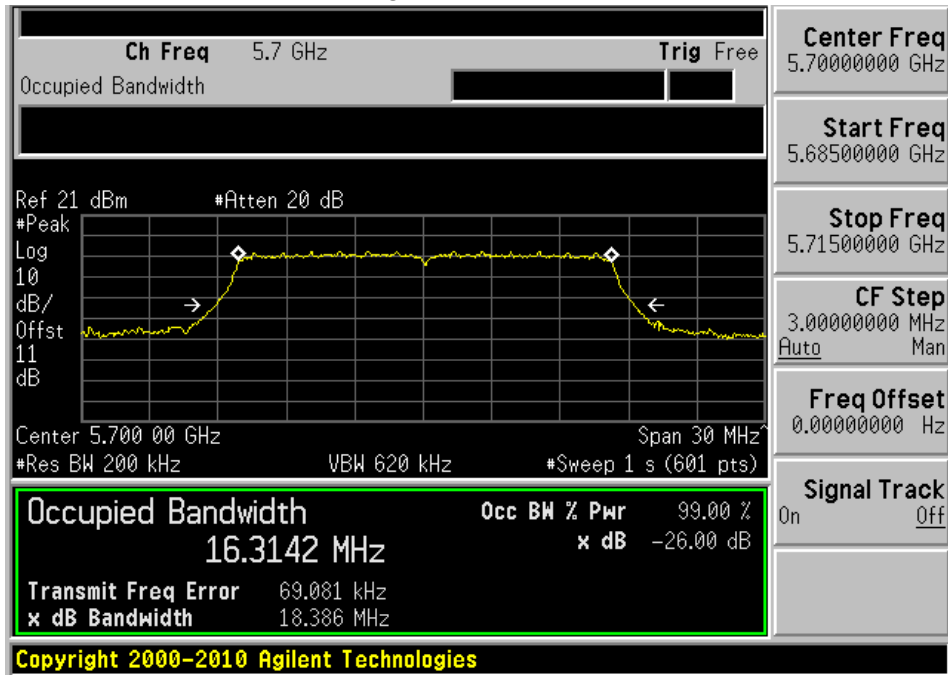 Ch Freq 5.7 GHz Trig Free
Occupied Bandwidth
Ref 21 dBm #Atten 20 dB
#Peak
Log
10
dB/
Offst
11
dB
Center 5.700 00 GHz Span 30 MHz^
#Res BW 200 kHz VBW 620 kHz #Sweep 1 s (601 pts)
Occupied Bandwidth Occ BW % Pwr 99.00 %
16.3142 MHz x dB -26.00 dB
Transmit Freq Error 69.081 kHz
x dB Bandwidth 18.386 MHz
Copyright 2000-2010 Agilent Technologies
Center Freq
5.70000000 GHz
Start Freq
5.68500000 GHz
Stop Freq
5.71500000 GHz
CF Step
3.00000000 MHz
Auto Man
Freq Offset
0.00000000 Hz
Signal Track
On Off